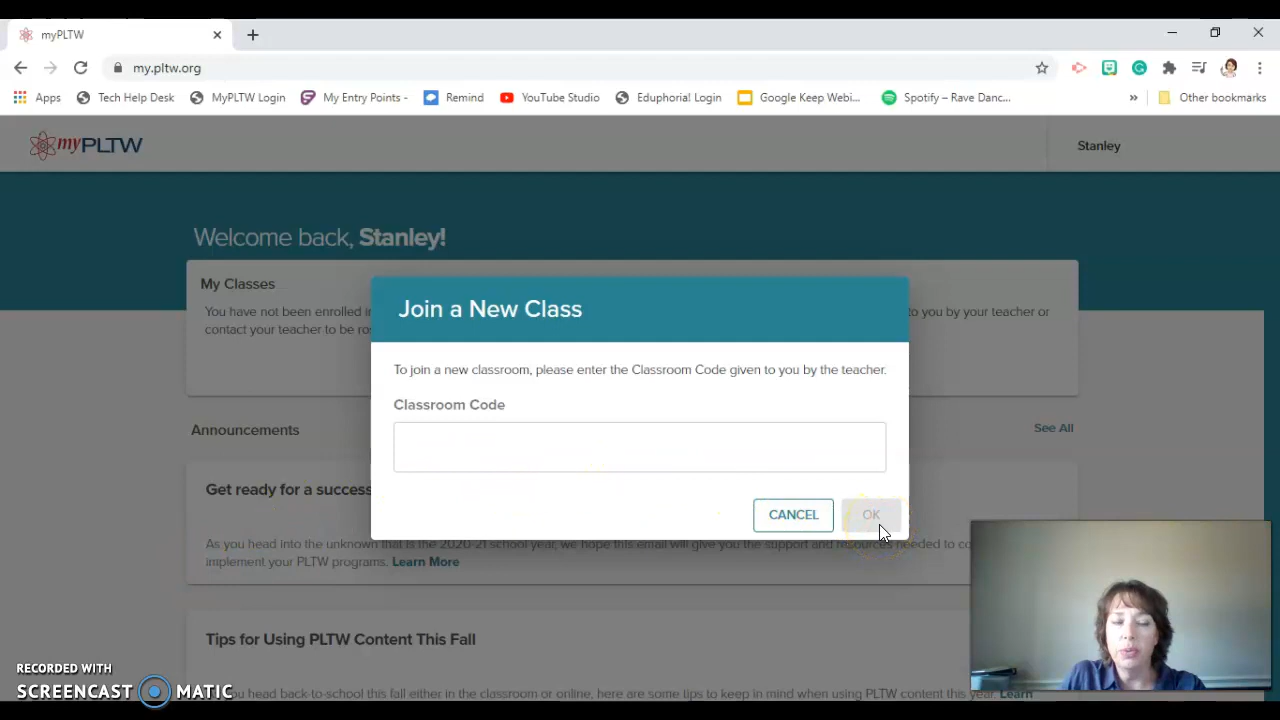 myPLTW
my.pltw.org
Apps Tech Help Desk MyPLTW Login My Entry Points - Remind YouTube Studio Eduphoria! Login Google Keep Webi... Spotify – Rave Danc... » Other bookmarks
myPLTW Stanley
Welcome back, Stanley!
My Classes
You have not been enrolled i to you by your teacher or
contact your teacher to be ro
Join a New Class
To join a new classroom, please enter the Classroom Code given to you by the teacher.
Classroom Code
CANCEL OK
Announcements See All
Get ready for a success
As you head into the unknown that is the 2020-21 school year, we hope this email will give you the support and resources needed to co
implement your PLTW programs. Learn More
Tips for Using PLTW Content This Fall
ou head back-to-school this fall either in the classroom or online, here are some tips to keep in mind when using PLTW content this year. Learn
RECORDED WITH
SCREENCAST MATIC